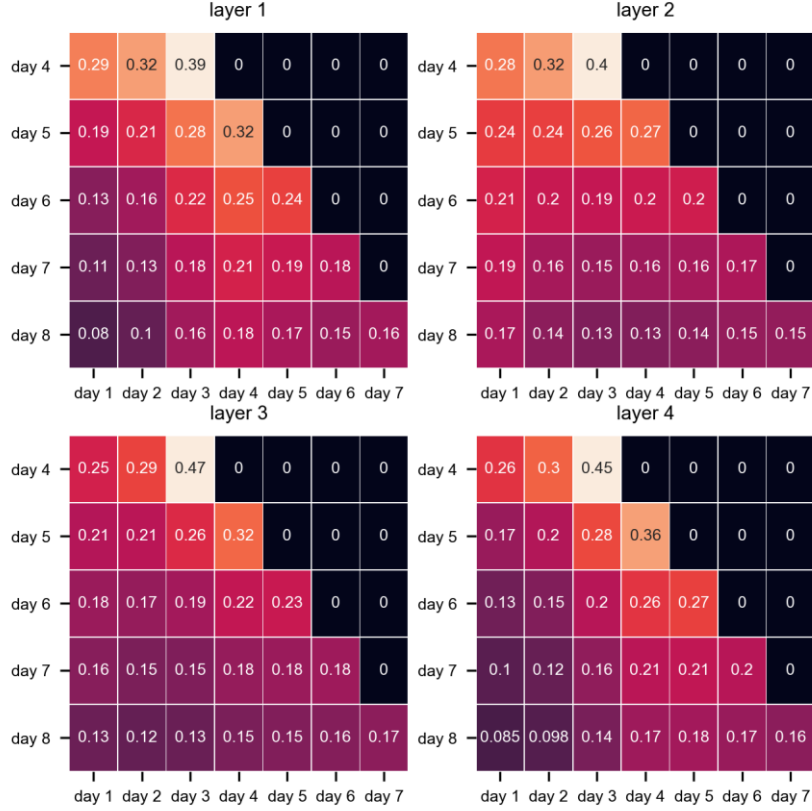 layer 1
day 4 0.29 0.32 0.39 0 0 0 0
day 5 0.19 0.21 0.28 0.32 0 0 0
day 6 0.13 0.16 0.22 0.25 0.24 0 0
day 7 0.11 0.13 0.18 0.21 0.19 0.18 0
day 8 0.08 0.1 0.16 0.18 0.17 0.15 0.16
day 1 day 2 day 3 day 4 day 5 day 6 day 7
layer 2
day 4 0.28 0.32 0.4 0 0 0 0
day 5 0.24 0.24 0.26 0.27 0 0 0
day 6 0.21 0.2 0.19 0.2 0.2 0 0
day 7 0.19 0.16 0.15 0.16 0.16 0.17 0
day 8 0.17 0.14 0.13 0.13 0.14 0.15 0.15
day 1 day 2 day 3 day 4 day 5 day 6 day 7
layer 3
day 4 0.25 0.29 0.47 0 0 0 0
day 5 0.21 0.21 0.26 0.32 0 0 0
day 6 0.18 0.17 0.19 0.22 0.23 0 0
day 7 0.16 0.15 0.15 0.18 0.18 0.18 0
day 8 0.13 0.12 0.13 0.15 0.15 0.16 0.17
day 1 day 2 day 3 day 4 day 5 day 6 day 7
layer 4
day 4 0.26 0.3 0.45 0 0 0 0
day 5 0.17 0.2 0.28 0.36 0 0 0
day 6 0.13 0.15 0.2 0.26 0.27 0 0
day 7 0.1 0.12 0.16 0.21 0.21 0.2 0
day 8 0.085 0.098 0.14 0.17 0.18 0.17 0.16
day 1 day 2 day 3 day 4 day 5 day 6 day 7